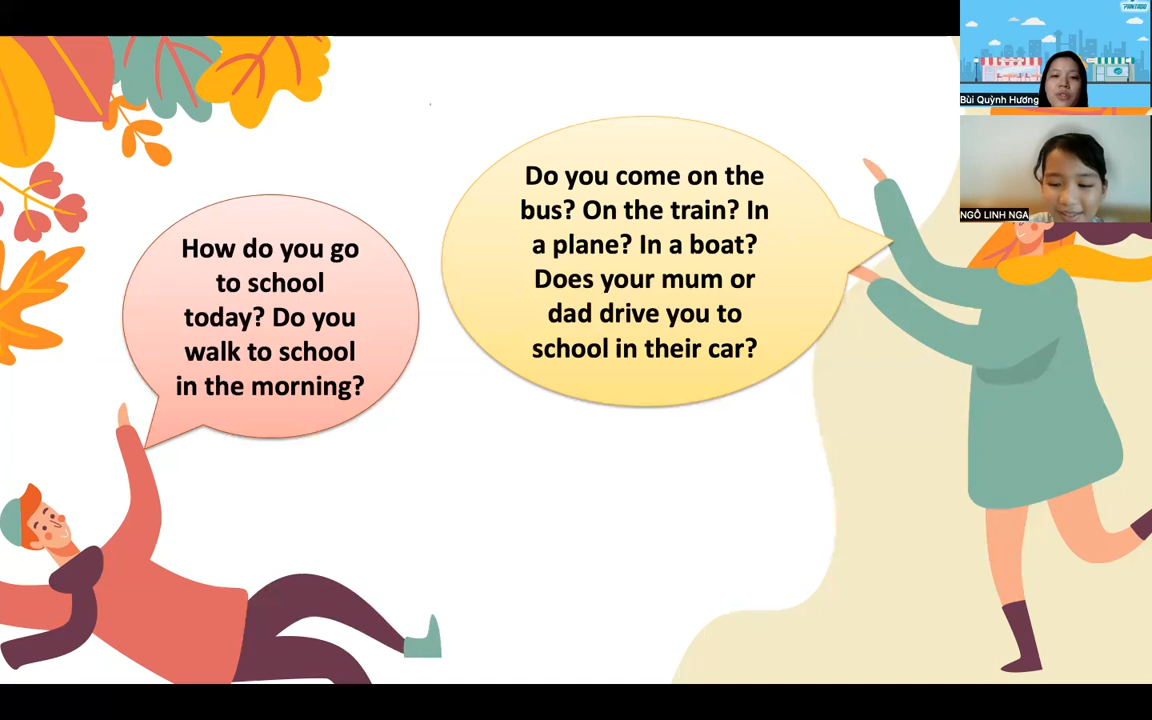 How do you go
to school
today? Do you
walk to school
in the morning?
Do you come on the
bus? On the train? In
a plane? In a boat?
Does your mum or
dad drive you to
school in their car?
PANTADO
Bùi Quỳnh Hương
NGÔ LINH NGA